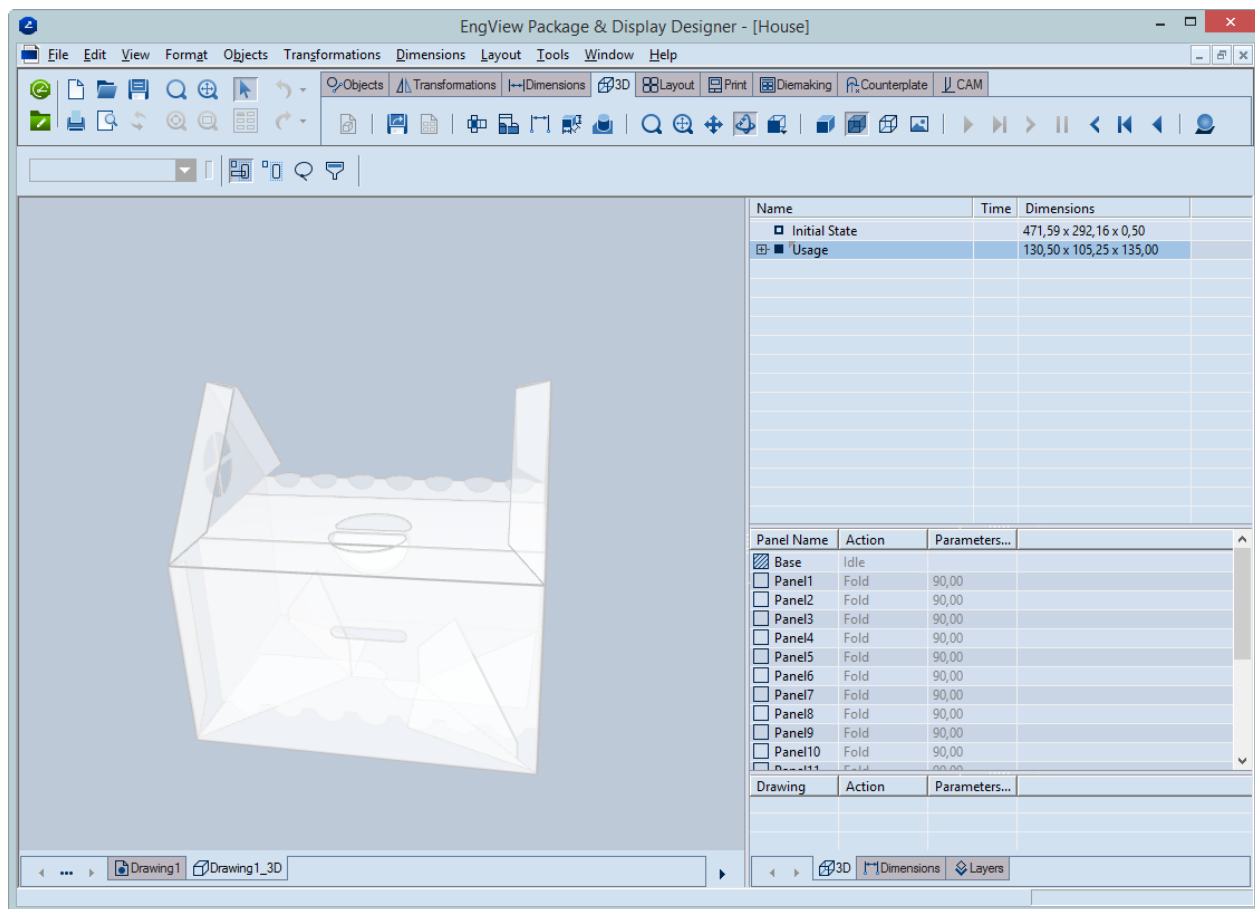 EngView Package & Display Designer - [House]
File Edit View Format Objects Transformations Dimensions Layout Tools Window Help
Objects Transformations Dimensions 3D Layout Print Diemaking Counterplate CAM
Name Time Dimensions
Initial State 471,59 x 292,16 x 0,50
Usage 130,50 x 105,25 x 135,00
Panel Name Action Parameters...
Base Idle
Panel1 Fold 90,00
Panel2 Fold 90,00
Panel3 Fold 90,00
Panel4 Fold 90,00
Panel5 Fold 90,00
Panel6 Fold 90,00
Panel7 Fold 90,00
Panel8 Fold 90,00
Panel9 Fold 90,00
Panel10 Fold 90,00
Panel11 Fold 90,00
Drawing Action Parameters...
Drawing1 Drawing1_3D
3D Dimensions Layers